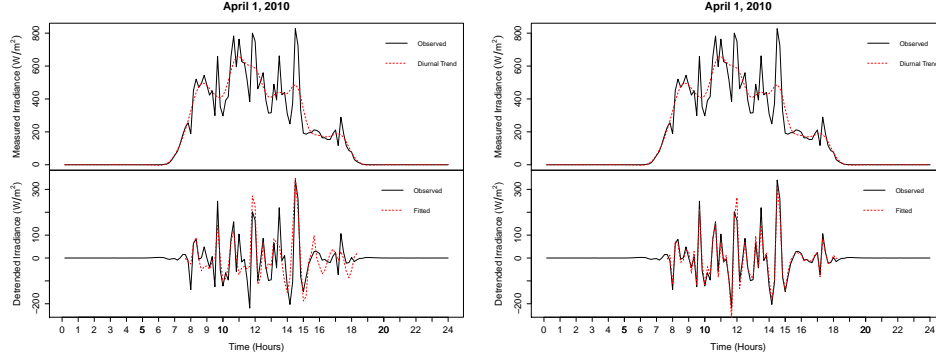 April 1, 2010
Measured Irradiance (W/m²)
800
600
400
200
0
Observed
Diurnal Trend
Detrended Irradiance (W/m²)
300
100
0
−200
Observed
Fitted
0 1 2 3 4 5 6 7 8 9 10 11 12 13 14 15 16 17 18 19 20 21 22 24
Time (Hours)
April 1, 2010
Measured Irradiance (W/m²)
800
600
400
200
0
Observed
Diurnal Trend
Detrended Irradiance (W/m²)
300
100
0
−200
Observed
Fitted
0 1 2 3 4 5 6 7 8 9 10 11 12 13 14 15 16 17 18 19 20 21 22 24
Time (Hours)